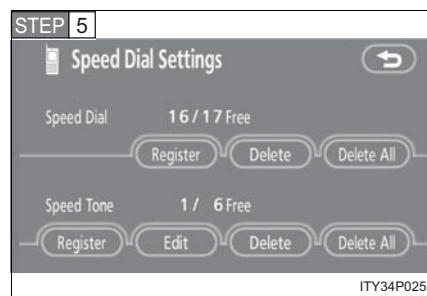 STEP 5
Speed Dial Settings
Speed Dial 16/17 Free
Register Delete Delete All
Speed Tone 1/ 6 Free
Register Edit Delete Delete All
ITY34P025